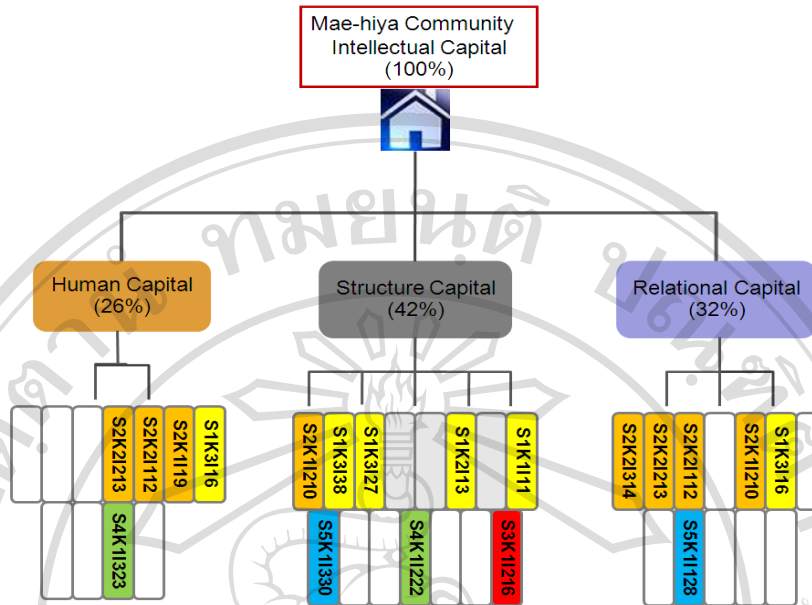 Mae-hiya Community
Intellectual Capital
(100%)
Human Capital
(26%)
Structure Capital
(42%)
Relational Capital
(32%)
S2K2I213
S2K2I112
S2K1I19
S1K3I16
S4K1I323
S2K1I210
S1K3I38
S1K3I27
S1K2I13
S1K1I11
S5K1I330
S4K1I222
S3K1I216
S2K2I314
S2K2I213
S2K2I112
S2K1I210
S1K3I16
S5K1I128